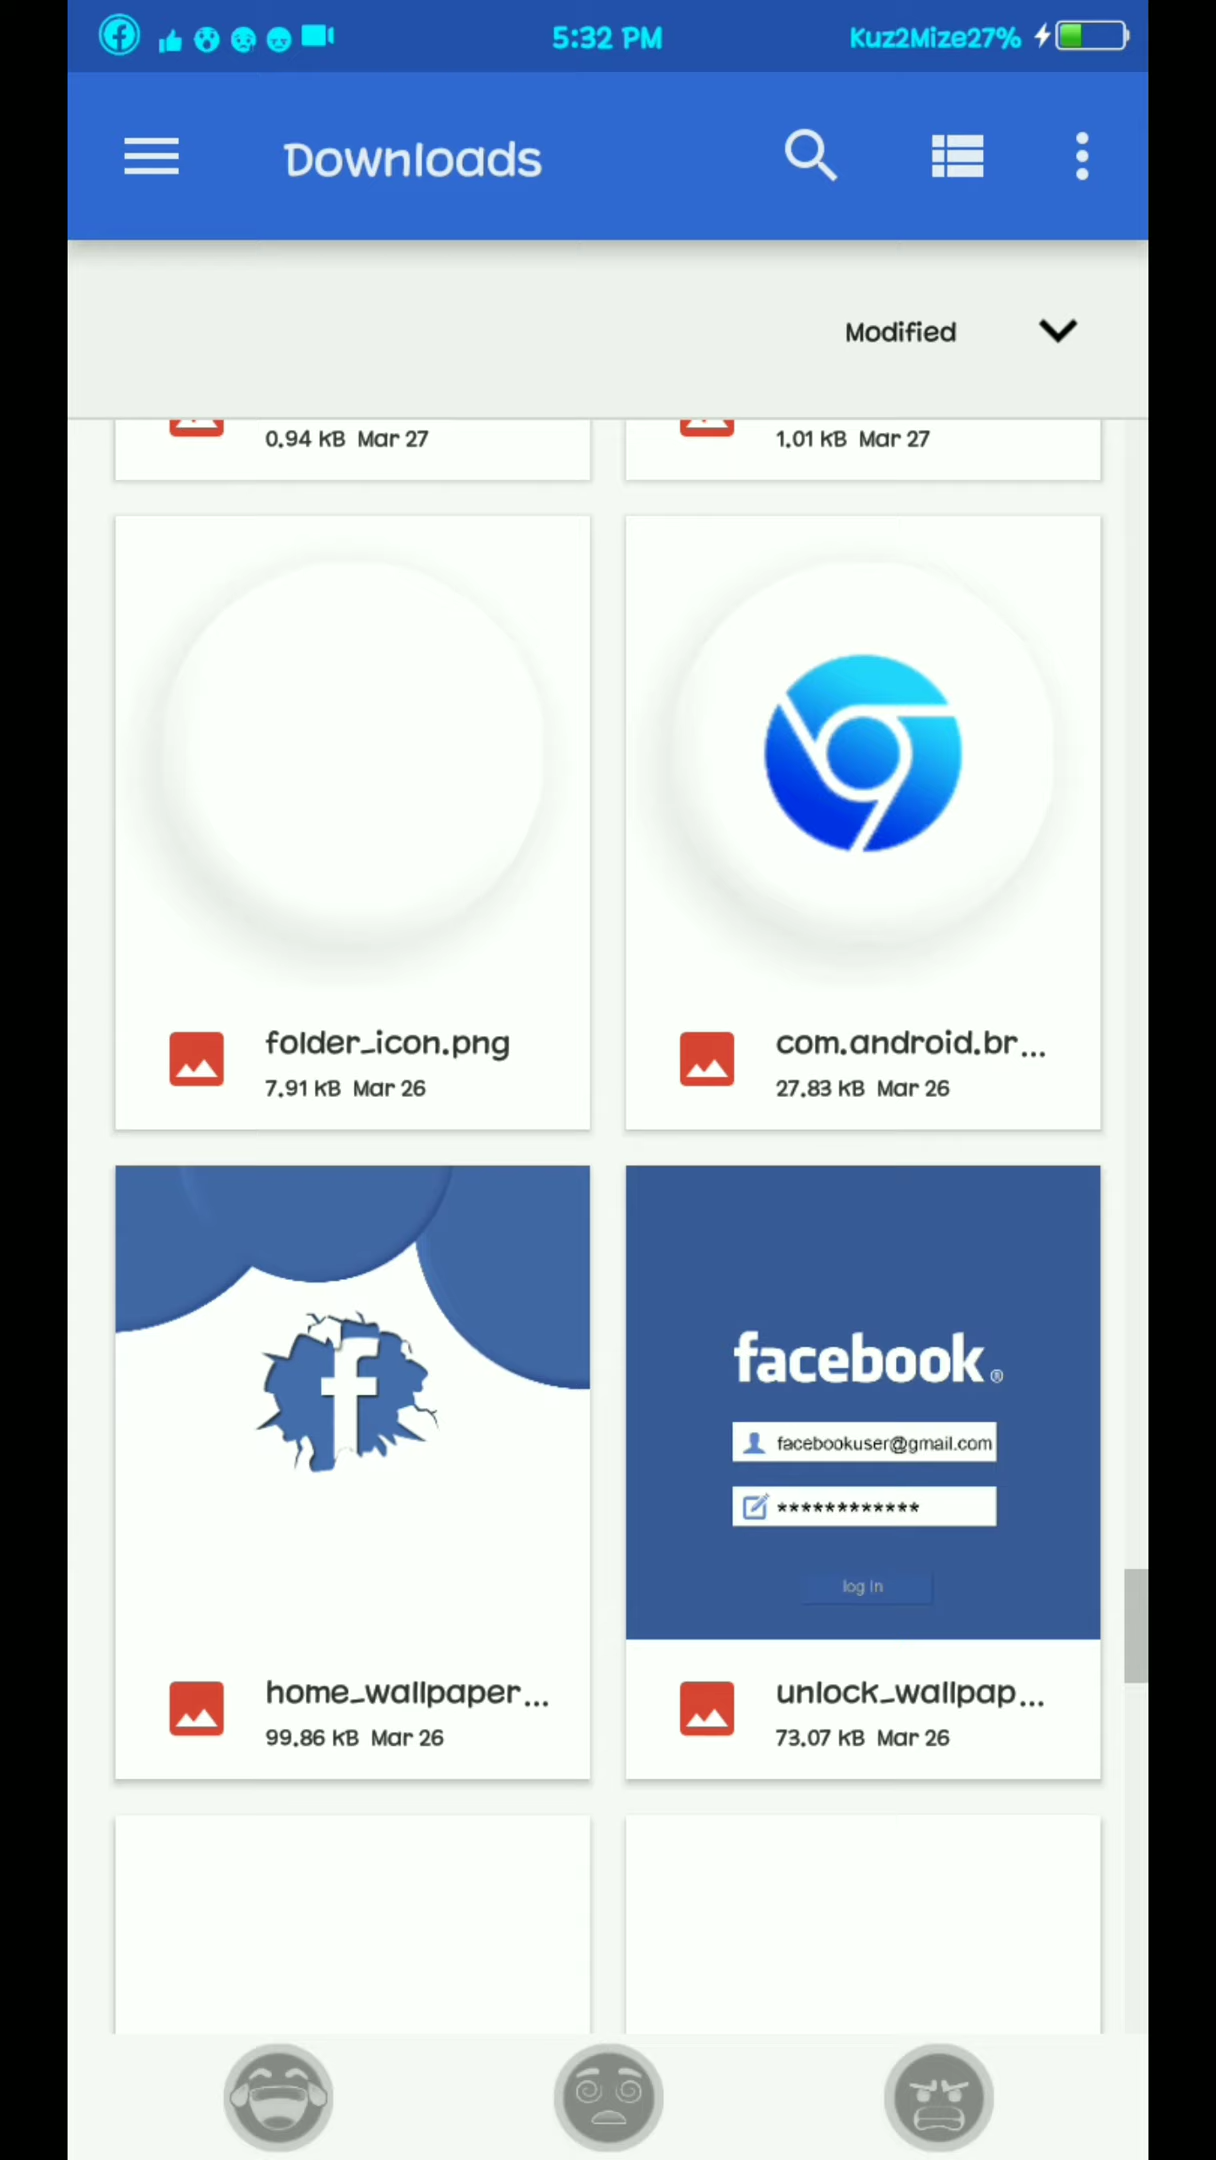 5:32 PM
Kuz2Mize27%
Downloads
Modified
0.94 KB Mar 27
1.01 KB Mar 27
folder_icon.png
7.91 KB Mar 26
com.android.br...
27.83 KB Mar 26
facebook®
facebookuser@gmail.com
************
log in
home_wallpaper...
99.86 KB Mar 26
unlock_wallpap...
73.07 KB Mar 26